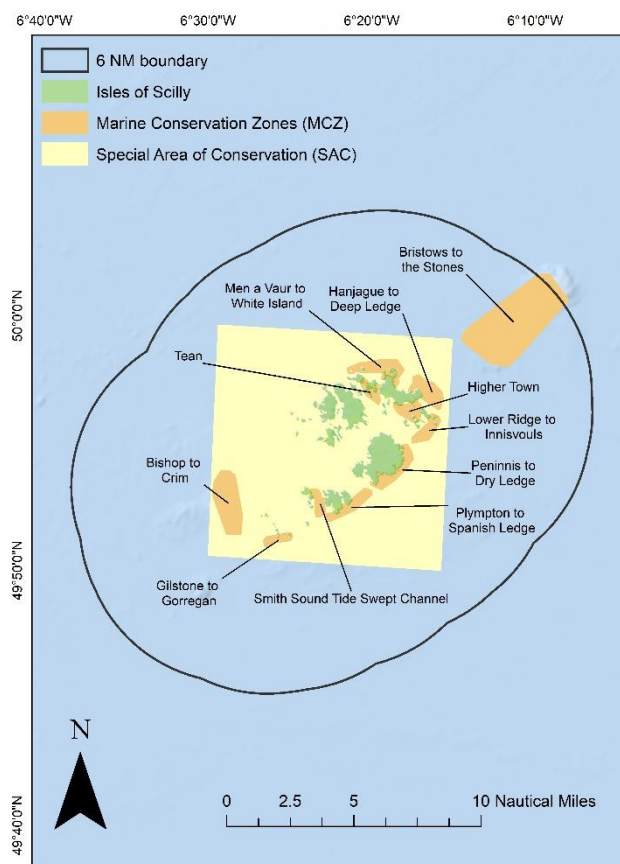 6°40'0"W 6°30'0"W 6°20'0"W 6°10'0"W
6 NM boundary
Isles of Scilly
Marine Conservation Zones (MCZ)
Special Area of Conservation (SAC)
Bristows to
the Stones
Men a Vaur to
White Island
Hanjague to
Deep Ledge
50°0'0"N
Tean
Higher Town
Lower Ridge to
Innisvouls
Bishop to
Crim
Peninnis to
Dry Ledge
Plympton to
Spanish Ledge
49°50'0"N
Gilstone to
Gorregan
Smith Sound Tide Swept Channel
N
49°40'0"N
0 2.5 5 10 Nautical Miles